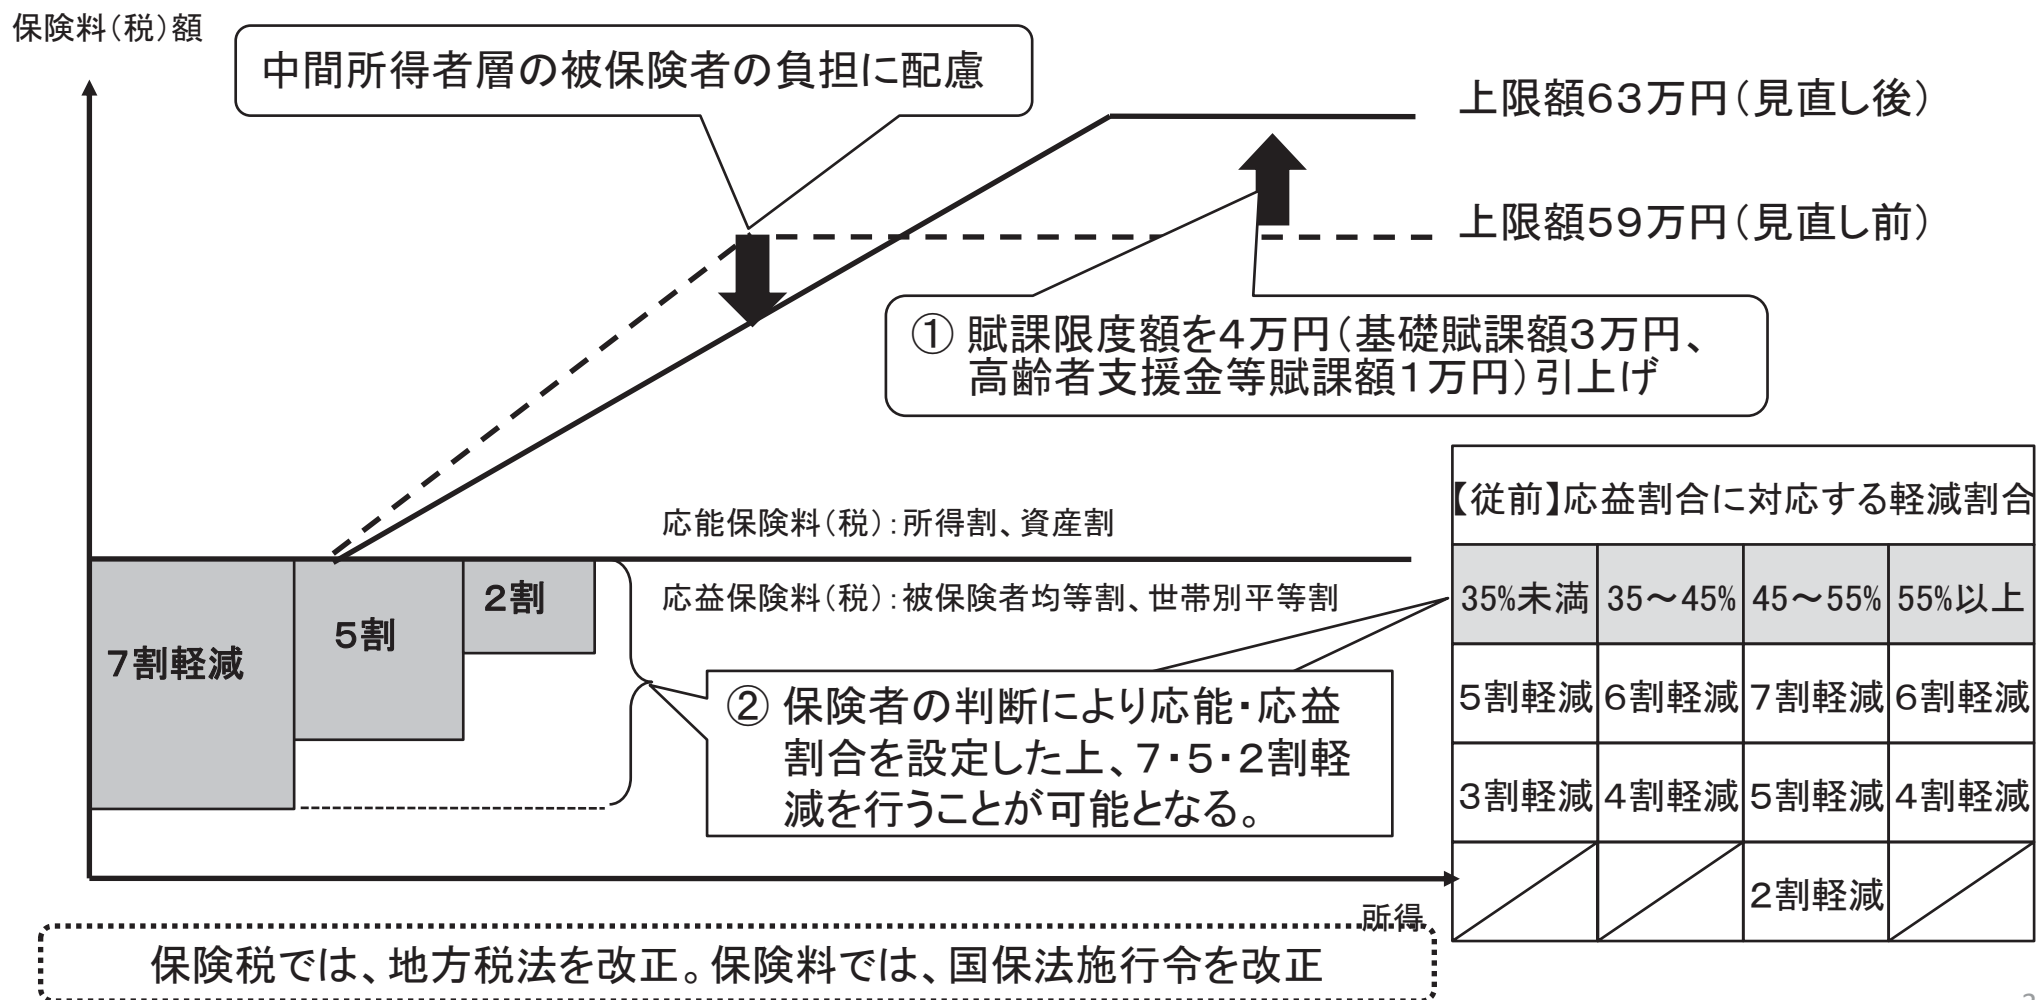 保険料(税)額
中間所得者層の被保険者の負担に配慮
上限額63万円(見直し後)
上限額59万円(見直し前)
① 賦課限度額を4万円(基礎賦課額3万円、
高齢者支援金等賦課額1万円)引上げ
応能保険料(税):所得割、資産割
応益保険料(税):被保険者均等割、世帯別平等割
7割軽減
5割
2割
② 保険者の判断により応能・応益
割合を設定した上、7・5・2割軽
減を行うことが可能となる。
【従前】応益割合に対応する軽減割合
35%未満 35~45% 45~55% 55%以上
5割軽減 6割軽減 7割軽減 6割軽減
3割軽減 4割軽減 5割軽減 4割軽減
2割軽減
所得
保険税では、地方税法を改正。保険料では、国保法施行令を改正